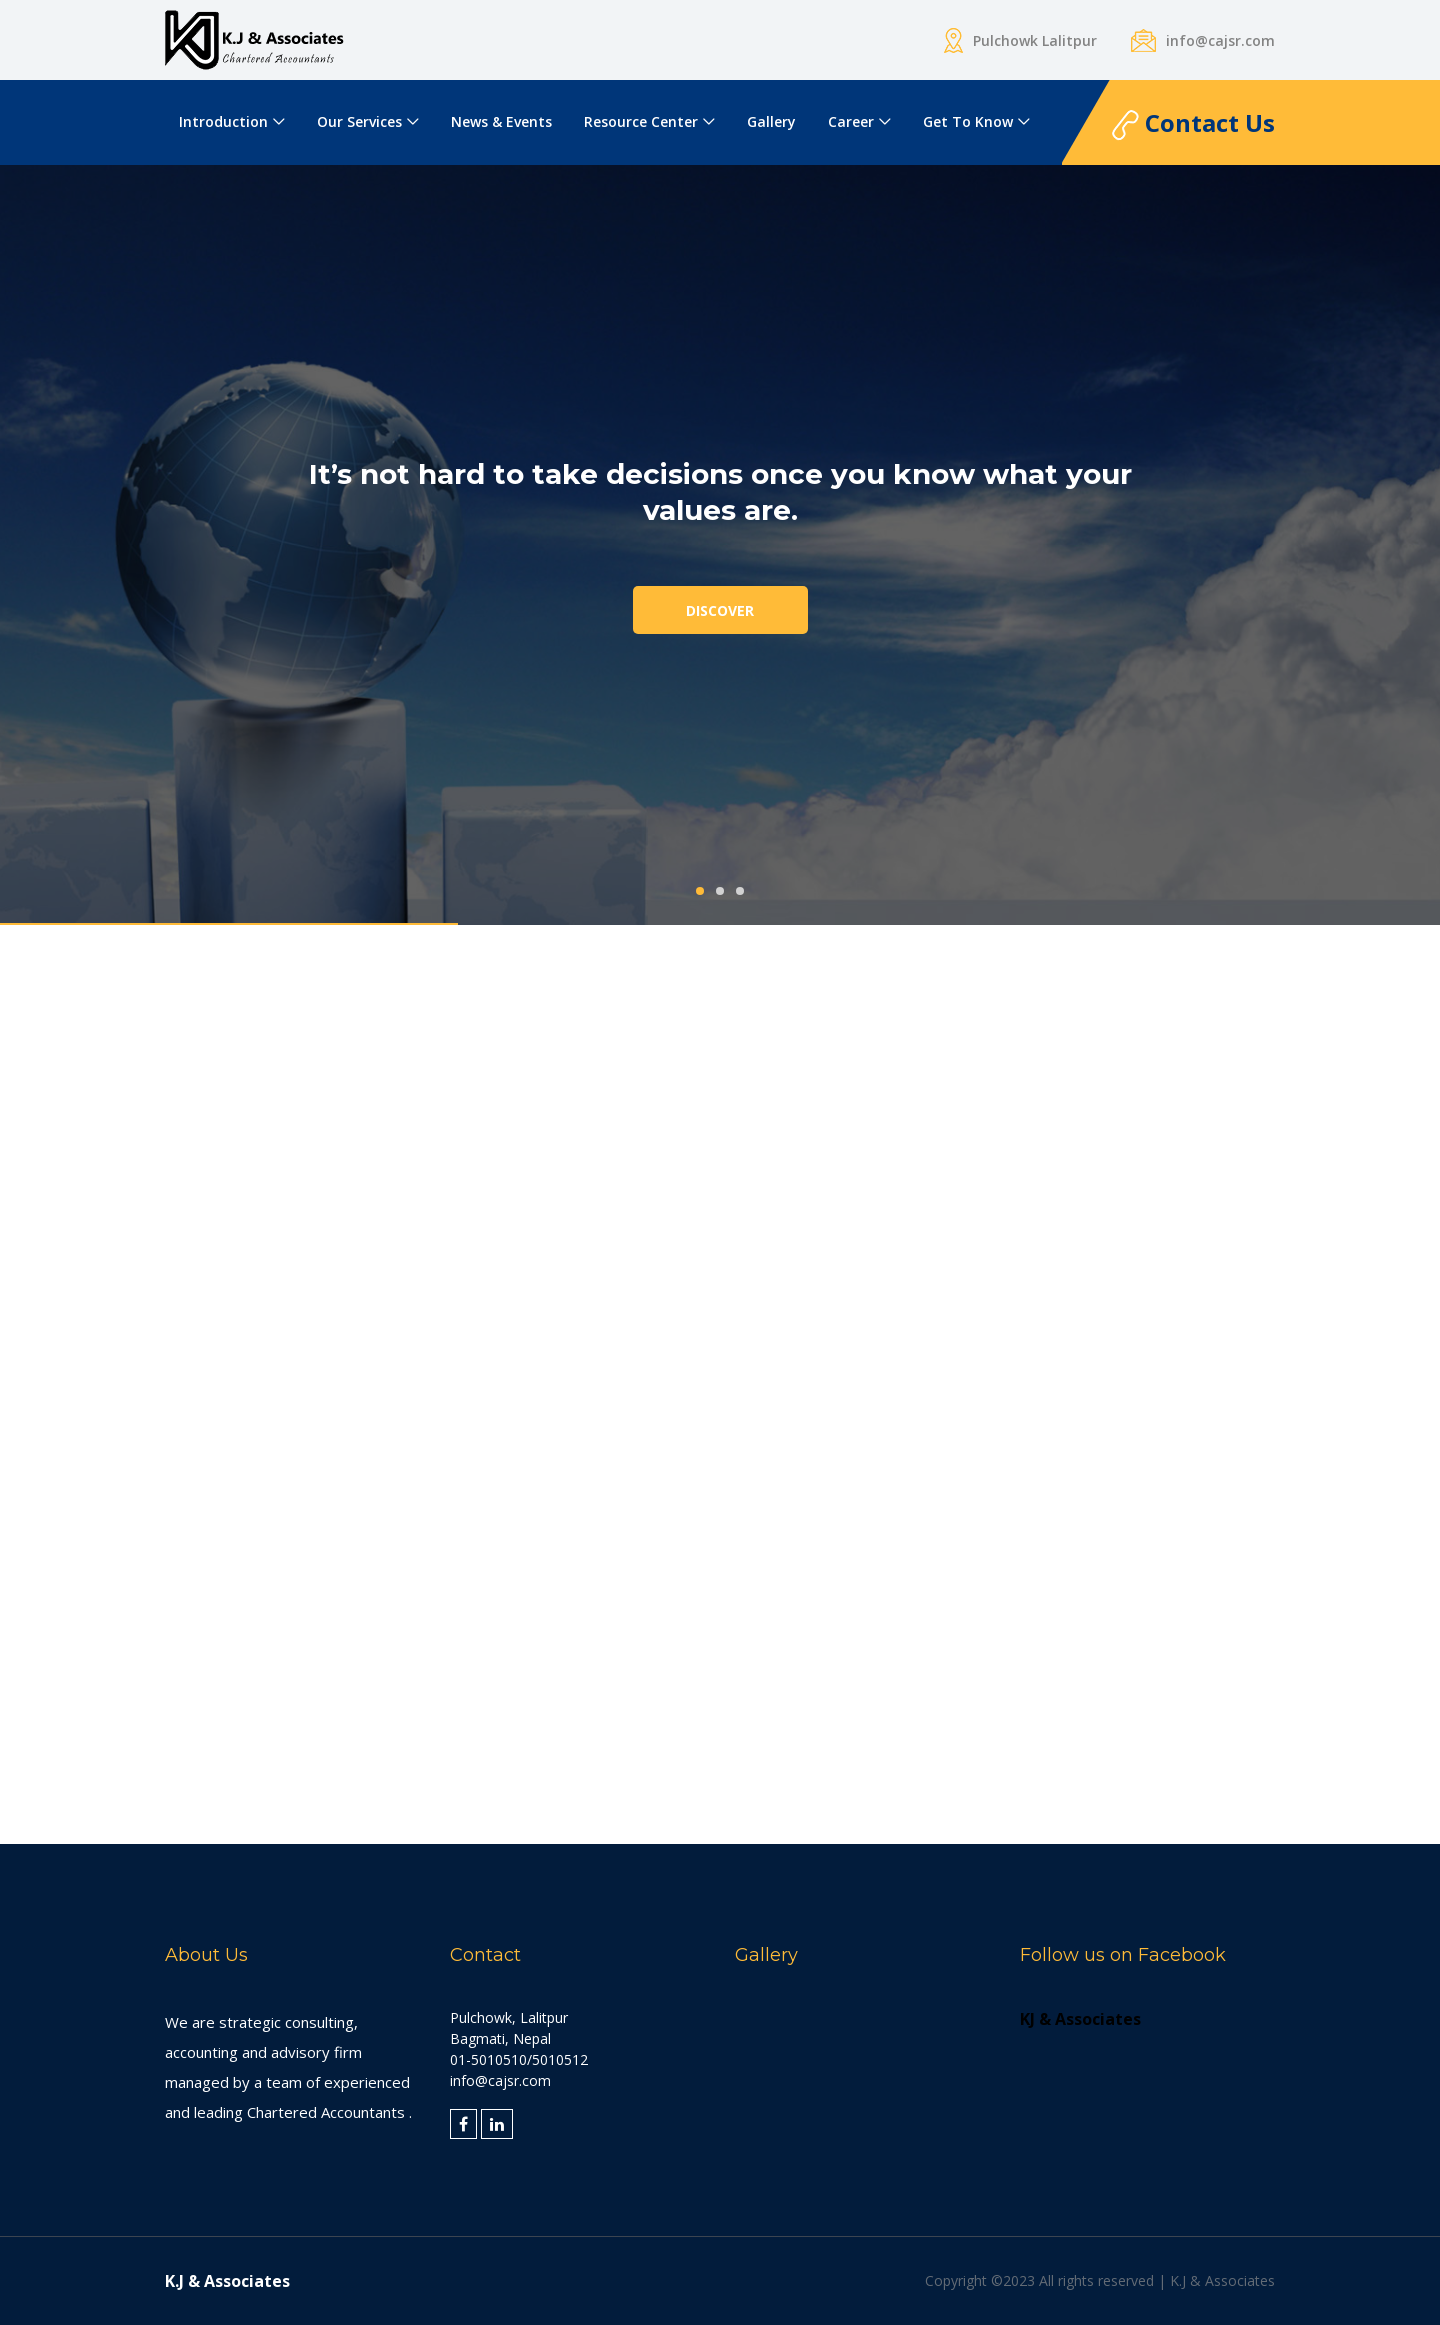 K.J & Associates
Chartered Accountants
Pulchowk Lalitpur
info@cajsr.com
Introduction
Our Services
News & Events
Resource Center
Gallery
Career
Get To Know
Contact Us
It’s not hard to take decisions once you know what your
values are.
DISCOVER
About Us
We are strategic consulting,
accounting and advisory firm
managed by a team of experienced
and leading Chartered Accountants .
Contact
Pulchowk, Lalitpur
Bagmati, Nepal
01-5010510/5010512
info@cajsr.com
Gallery
Follow us on Facebook
KJ & Associates
K.J & Associates
Copyright ©2023 All rights reserved | K.J & Associates